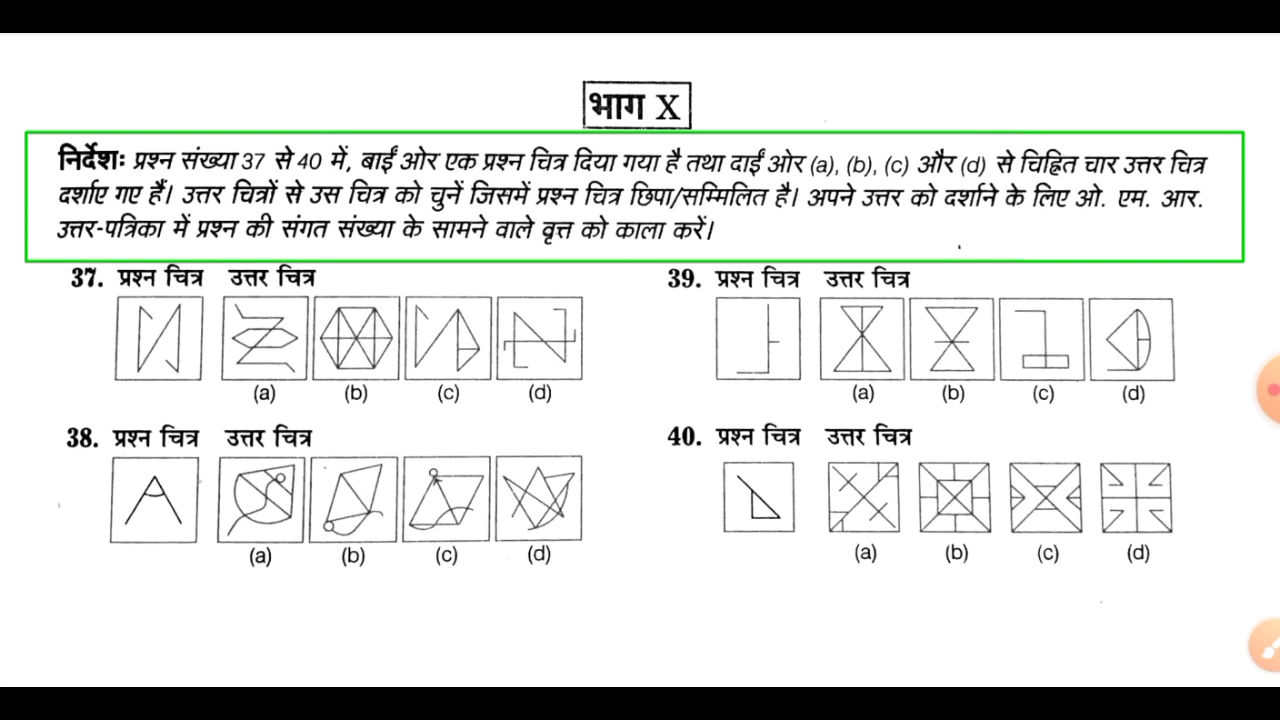 भाग X
निर्देशः प्रश्न संख्या 37 से 40 में, बाईं ओर एक प्रश्न चित्र दिया गया है तथा दाईं ओर (a), (b), (c) और (d) से चिह्नित चार उत्तर चित्र
दर्शाए गए हैं। उत्तर चित्रों से उस चित्र को चुनें जिसमें प्रश्न चित्र छिपा/सम्मिलित है। अपने उत्तर को दर्शाने के लिए ओ. एम. आर.
उत्तर-पत्रिका में प्रश्न की संगत संख्या के सामने वाले वृत्त को काला करें।
37. प्रश्न चित्र उत्तर चित्र
(a) (b) (c) (d)
38. प्रश्न चित्र उत्तर चित्र
(a) (b) (c) (d)
39. प्रश्न चित्र उत्तर चित्र
(a) (b) (c) (d)
40. प्रश्न चित्र उत्तर चित्र
(a) (b) (c) (d)